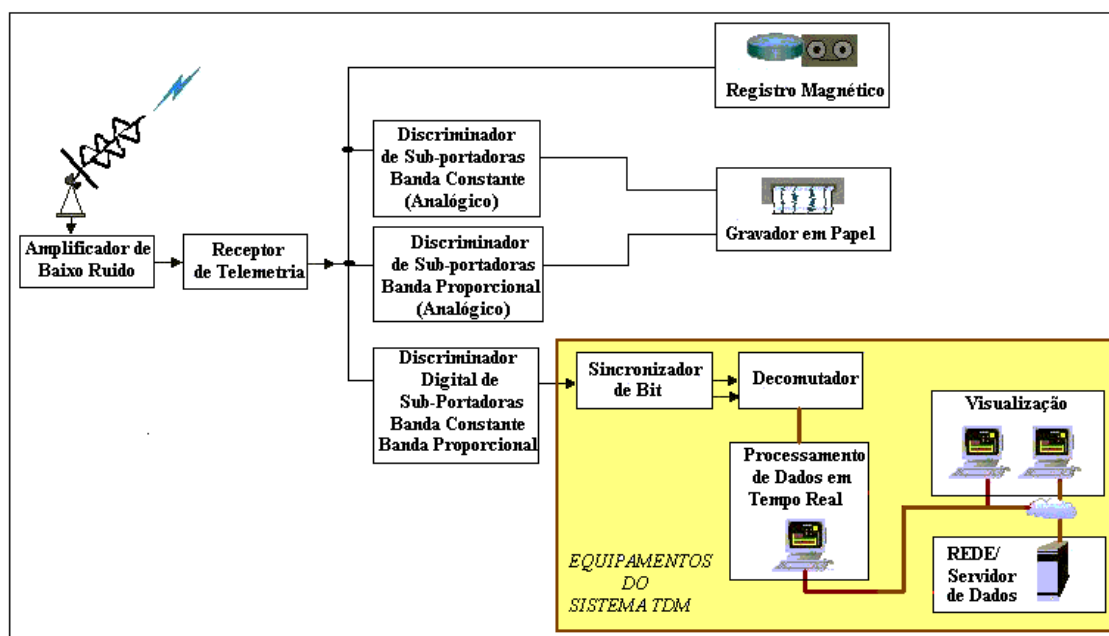 Registro Magnético
Discriminador
de Sub-portadoras
Banda Constante
(Analógico)
Gravador em Papel
Amplificador de
Baixo Ruido
Receptor
de Telemetria
Discriminador
de Sub-portadoras
Banda Proporcional
(Analógico)
Discriminador
Digital de
Sub-Portadoras
Banda Constante
Banda Proporcional
Sincronizador
de Bit
Decomutador
Visualização
Processamento
de Dados em
Tempo Real
REDE/
Servidor
de Dados
EQUIPAMENTOS
DO
SISTEMA TDM